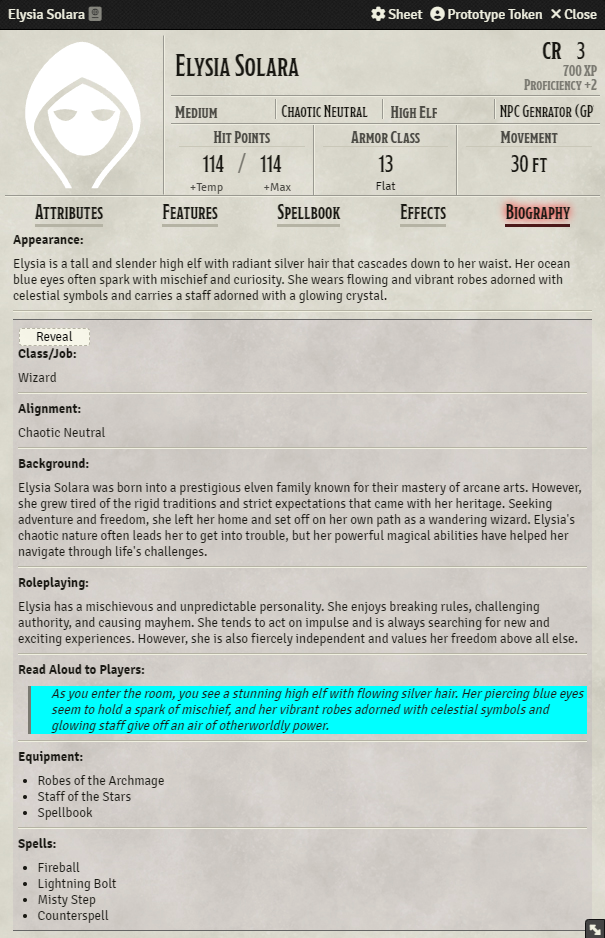 Elysia Solara @ Sheet Prototype Token Close
Elysia Solara CR 3
700 XP
Proficiency +2
Medium Chaotic Neutral High Elf NPC Genrator (GP
Hit Points Armor Class Movement
114 / 114 13 30 ft
+Temp +Max Flat
Attributes Features Spellbook Effects Biography
Appearance:
Elysia is a tall and slender high elf with radiant silver hair that cascades down to her waist. Her ocean
blue eyes often spark with mischief and curiosity. She wears flowing and vibrant robes adorned with
celestial symbols and carries a staff adorned with a glowing crystal.
Reveal
Class/Job:
Wizard
Alignment:
Chaotic Neutral
Background:
Elysia Solara was born into a prestigious elven family known for their mastery of arcane arts. However,
she grew tired of the rigid traditions and strict expectations that came with her heritage. Seeking
adventure and freedom, she left her home and set off on her own path as a wandering wizard. Elysia's
chaotic nature often leads her to get into trouble, but her powerful magical abilities have helped her
navigate through life's challenges.
Roleplaying:
Elysia has a mischievous and unpredictable personality. She enjoys breaking rules, challenging
authority, and causing mayhem. She tends to act on impulse and is always searching for new and
exciting experiences. However, she is also fiercely independent and values her freedom above all else.
Read Aloud to Players:
As you enter the room, you see a stunning high elf with flowing silver hair. Her piercing blue eyes
seem to hold a spark of mischief, and her vibrant robes adorned with celestial symbols and
glowing staff give off an air of otherworldly power.
Equipment:
• Robes of the Archmage
• Staff of the Stars
• Spellbook
Spells:
• Fireball
• Lightning Bolt
• Misty Step
• Counterspell